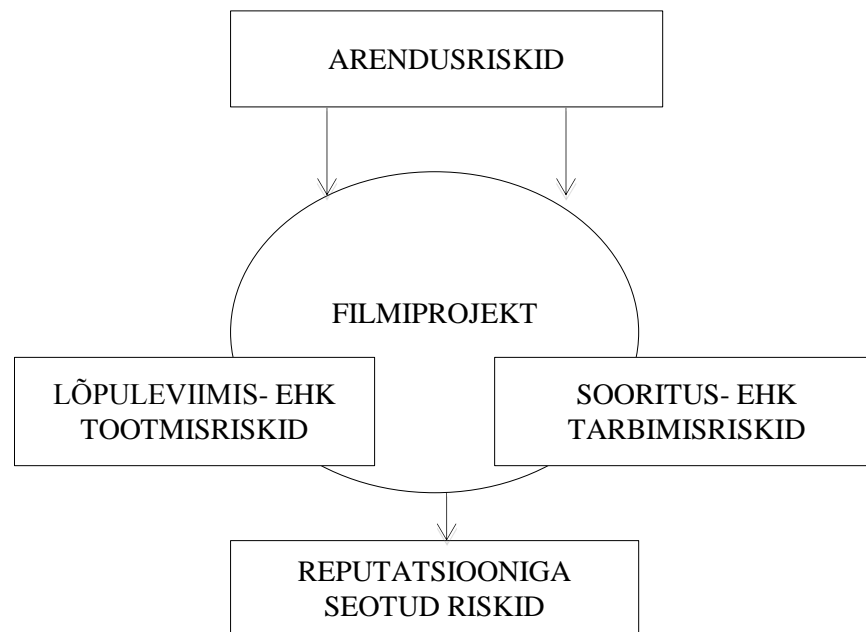 ARENDUSRISKID
FILMIPROJEKT
LÕPULEVIIMIS- EHK
TOOTMISRISKID
SOORITUS- EHK
TARBIMISRISKID
REPUTATSIOONIGA
SEOTUD RISKID